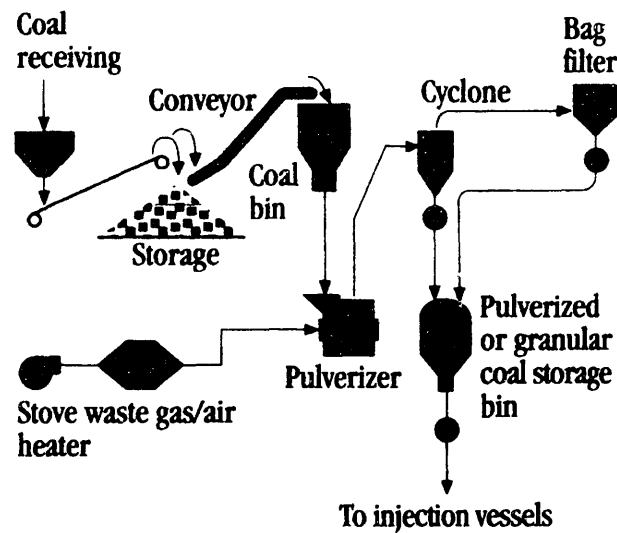 Coal
receiving
Conveyor
Storage
Coal
bin
Cyclone
Bag
filter
Pulverizer
Pulverized
or granular
coal storage
bin
Stove waste gas/air
heater
To injection vessels